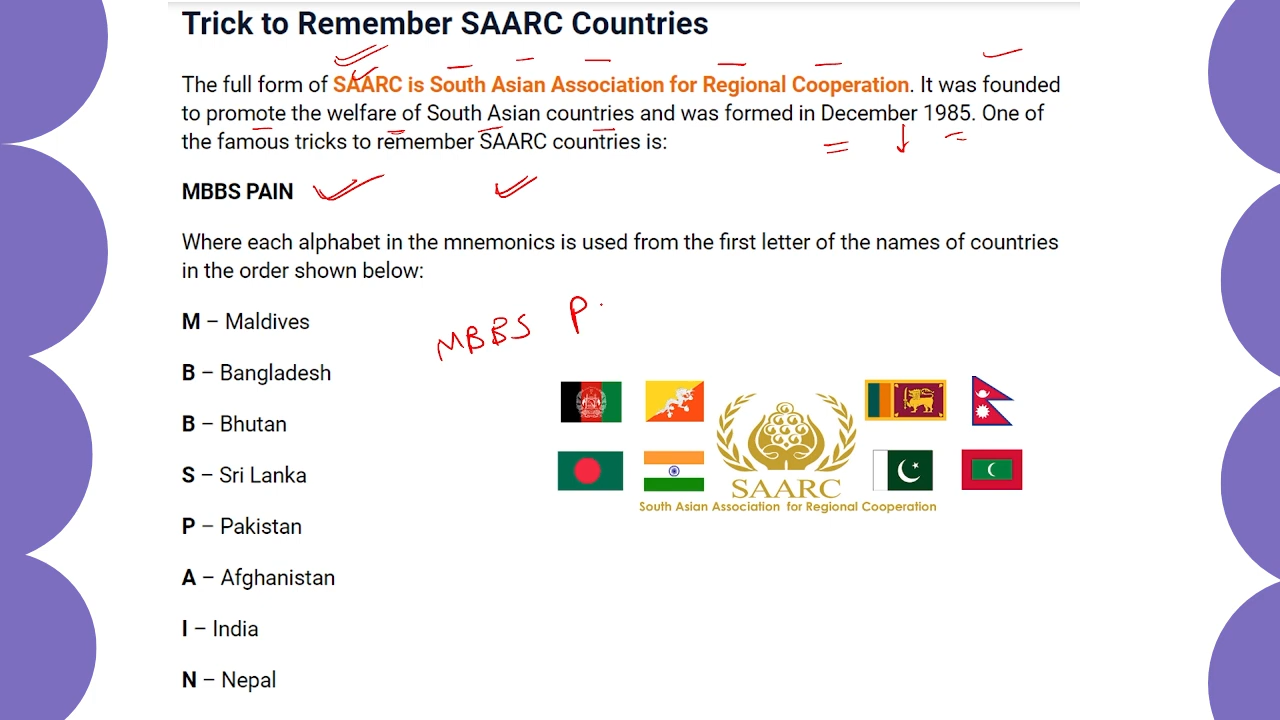 Trick to Remember SAARC Countries
The full form of SAARC is South Asian Association for Regional Cooperation. It was founded
to promote the welfare of South Asian countries and was formed in December 1985. One of
the famous tricks to remember SAARC countries is:
MBBS PAIN
Where each alphabet in the mnemonics is used from the first letter of the names of countries
in the order shown below:
M – Maldives
B – Bangladesh
B – Bhutan
S – Sri Lanka
P – Pakistan
A – Afghanistan
I – India
N – Nepal
MBBS P
SAARC
South Asian Association for Regional Cooperation